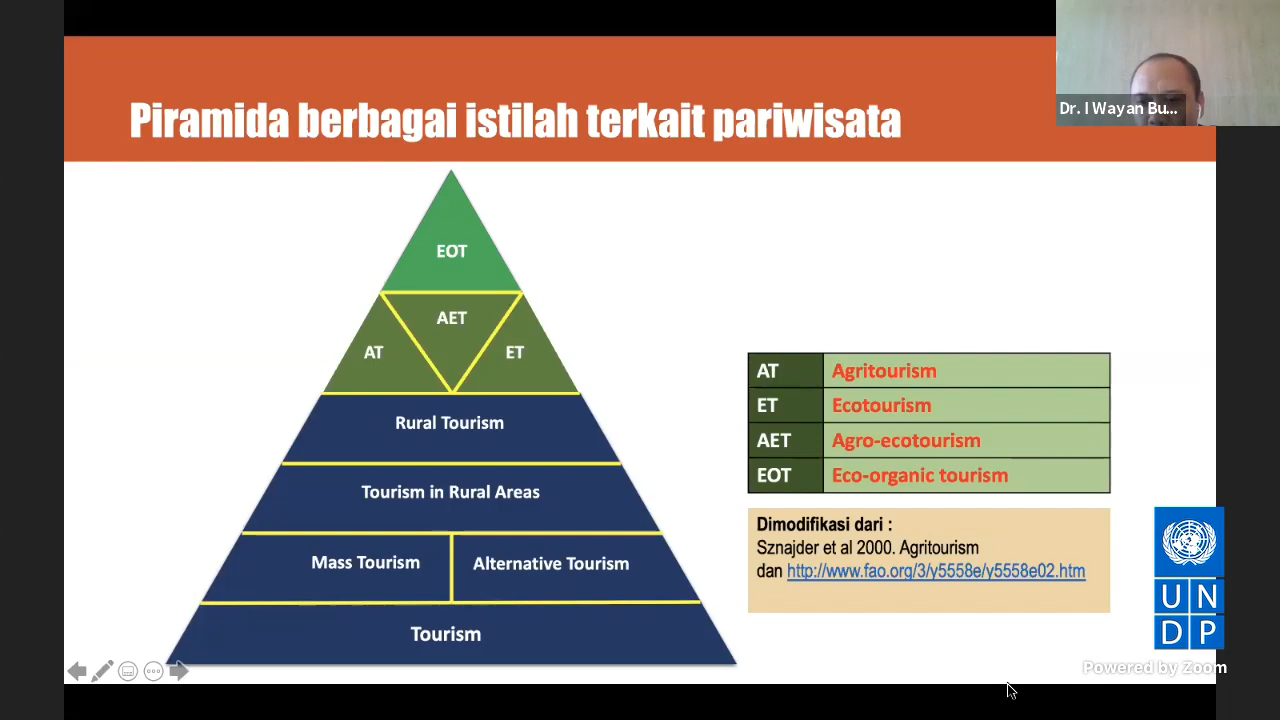 Dr. I Wayan Bu...
Piramida berbagai istilah terkait pariwisata
EOT
AET
AT
ET
Rural Tourism
Tourism in Rural Areas
Mass Tourism
Alternative Tourism
Tourism
AT Agritourism
ET Ecotourism
AET Agro-ecotourism
EOT Eco-organic tourism
Dimodifikasi dari :
Sznajder et al 2000. Agritourism
dan http://www.fao.org/3/y5558e/y5558e02.htm
U N
D P
Powered by Zoom